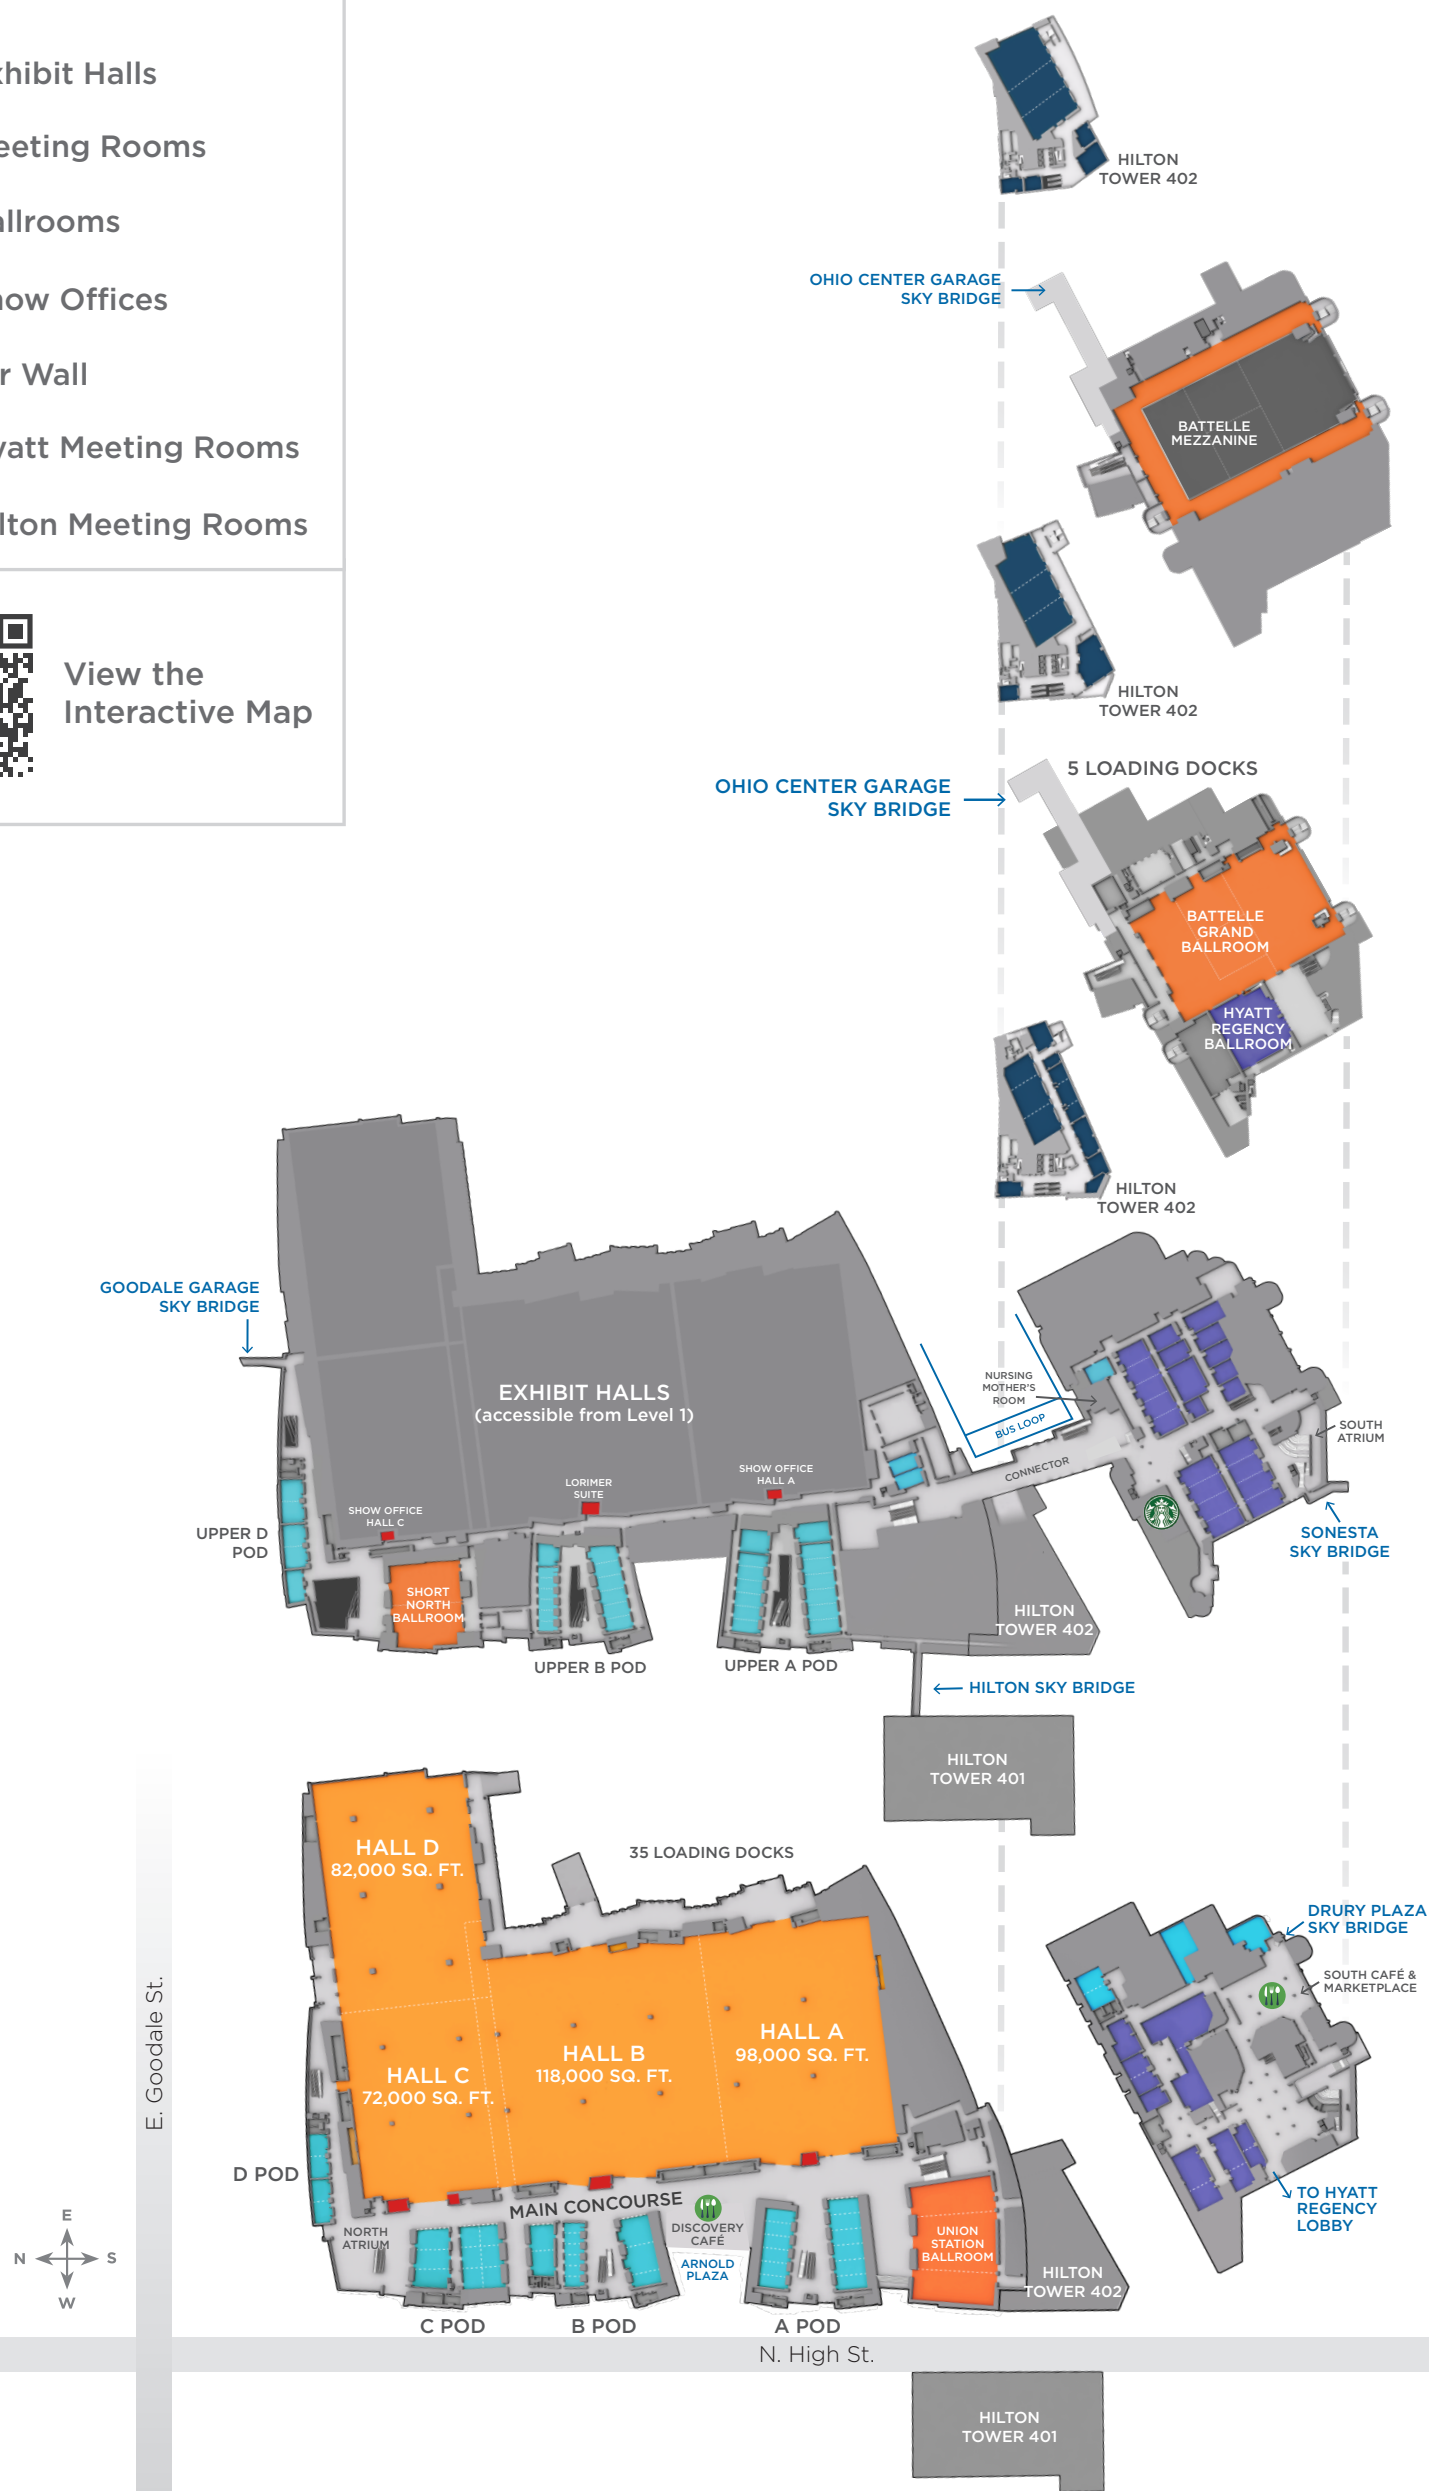 xhibit Halls
eeting Rooms
allrooms
how Offices
r Wall
yatt Meeting Rooms
lton Meeting Rooms
View the
Interactive Map
HILTON
TOWER 402
OHIO CENTER GARAGE
SKY BRIDGE
BATTELLE
MEZZANINE
HILTON
TOWER 402
5 LOADING DOCKS
OHIO CENTER GARAGE
SKY BRIDGE
BATTELLE
GRAND
BALLROOM
HYATT
REGENCY
BALLROOM
HILTON
TOWER 402
GOODALE GARAGE
SKY BRIDGE
EXHIBIT HALLS
(accessible from Level 1)
NURSING
MOTHER'S
ROOM
BUS LOOP
CONNECTOR
SOUTH
ATRIUM
SHOW OFFICE
HALL A
LORIMER
SUITE
SHOW OFFICE
HALL C
UPPER D
POD
SONESTA
SKY BRIDGE
SHORT
NORTH
BALLROOM
HILTON
TOWER 402
UPPER B POD
UPPER A POD
HILTON SKY BRIDGE
HILTON
TOWER 401
HALL D
82,000 SQ. FT.
35 LOADING DOCKS
DRURY PLAZA
SKY BRIDGE
SOUTH CAFÉ &
MARKETPLACE
HALL A
98,000 SQ. FT.
HALL B
118,000 SQ. FT.
HALL C
72,000 SQ. FT.
E. Goodale St.
D POD
MAIN CONCOURSE
NORTH
ATRIUM
DISCOVERY
CAFÉ
ARNOLD
PLAZA
UNION
STATION
BALLROOM
TO HYATT
REGENCY
LOBBY
HILTON
TOWER 402
E
N
S
W
C POD
B POD
A POD
N. High St.
HILTON
TOWER 401